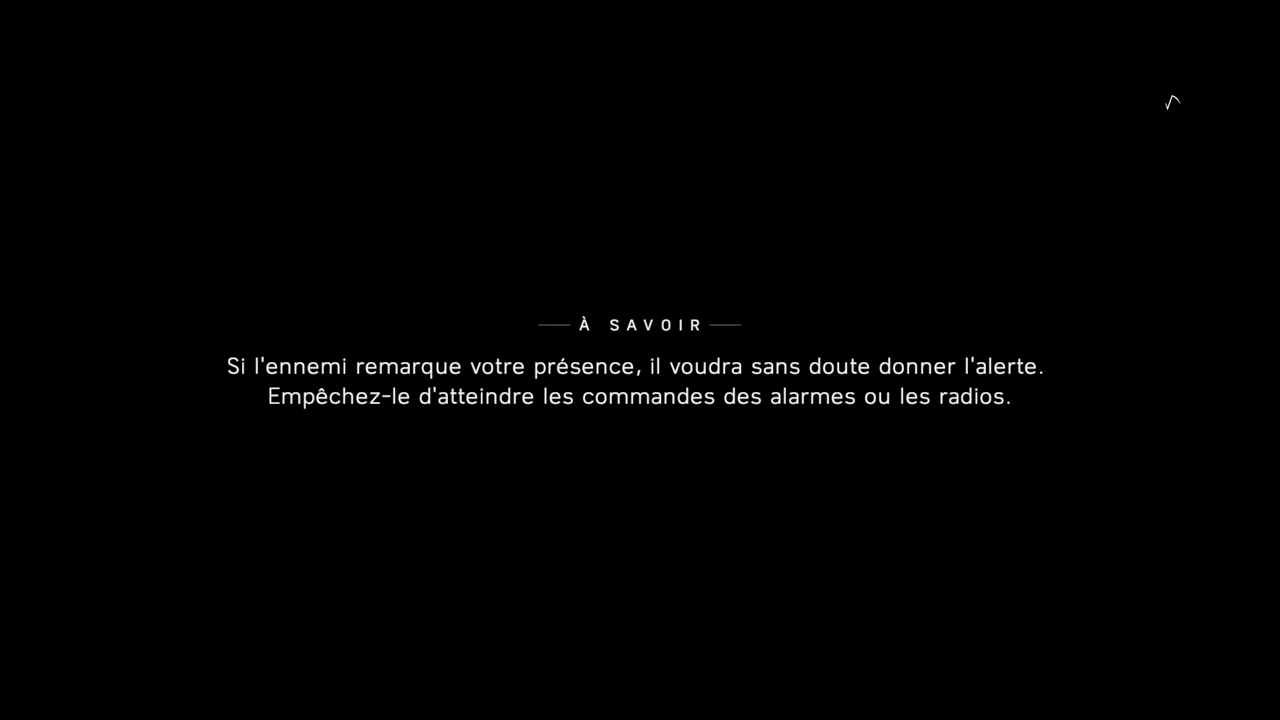 À SAVOIR
Si l'ennemi remarque votre présence, il voudra sans doute donner l'alerte.
Empêchez-le d'atteindre les commandes des alarmes ou les radios.